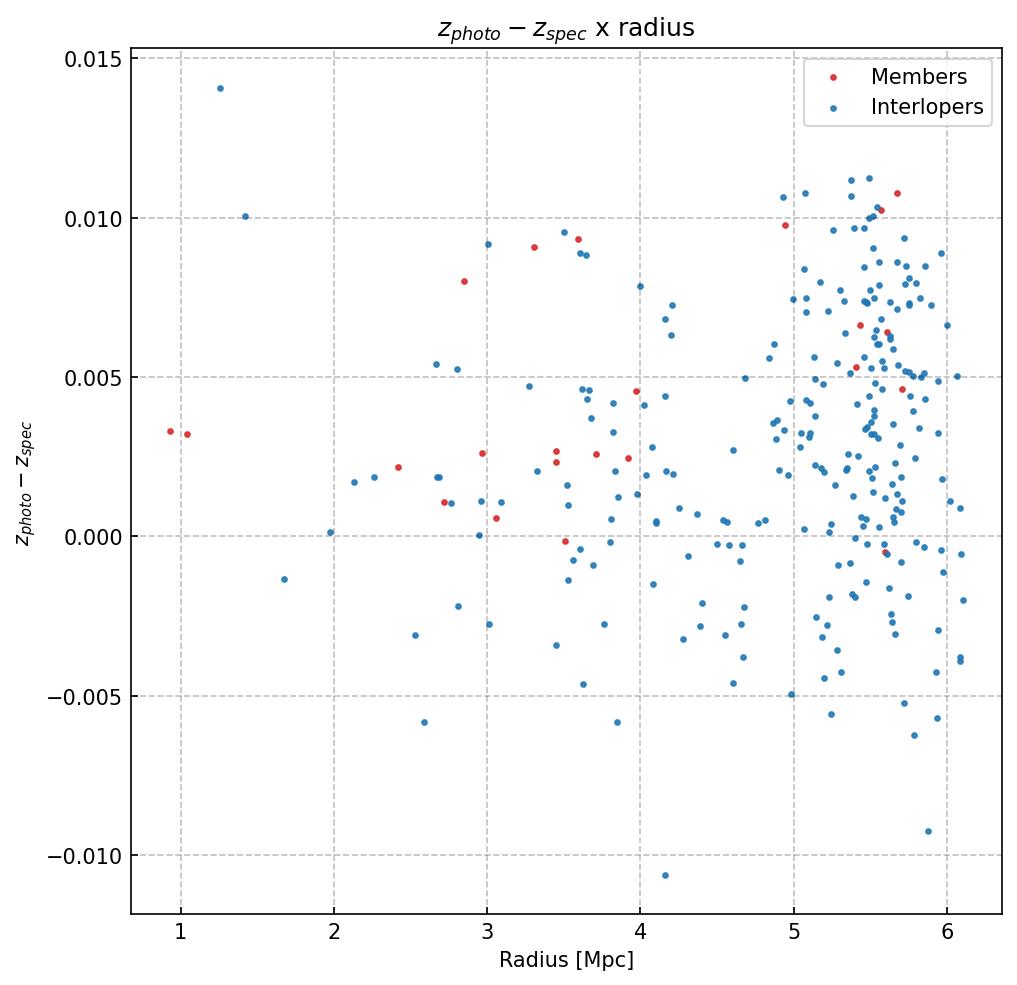 z_photo − z_spec x radius
Members
Interlopers
0.015
0.010
0.005
0.000
−0.005
−0.010
z_photo − z_spec
1 2 3 4 5 6
Radius [Mpc]